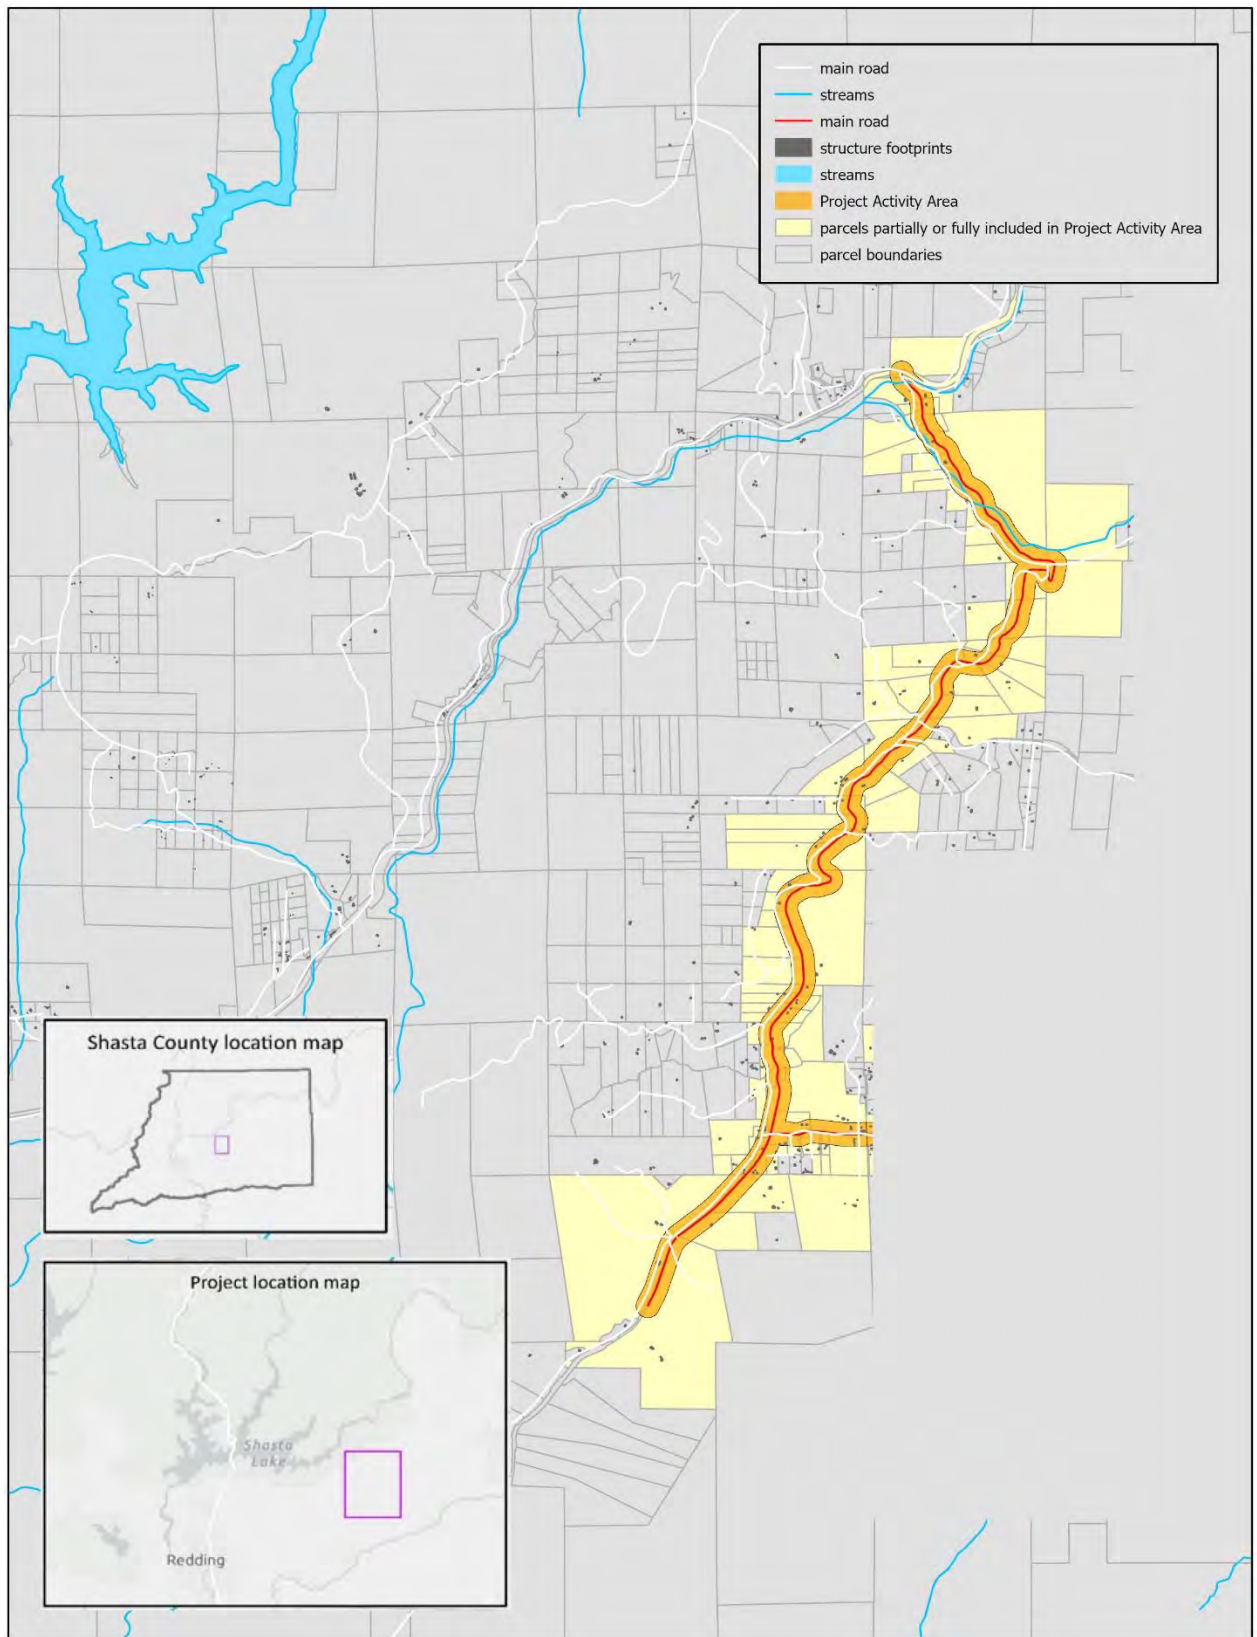 main road
streams
main road
structure footprints
streams
Project Activity Area
parcels partially or fully included in Project Activity Area
parcel boundaries
Shasta County location map
Project location map
Shasta
Lake
Redding